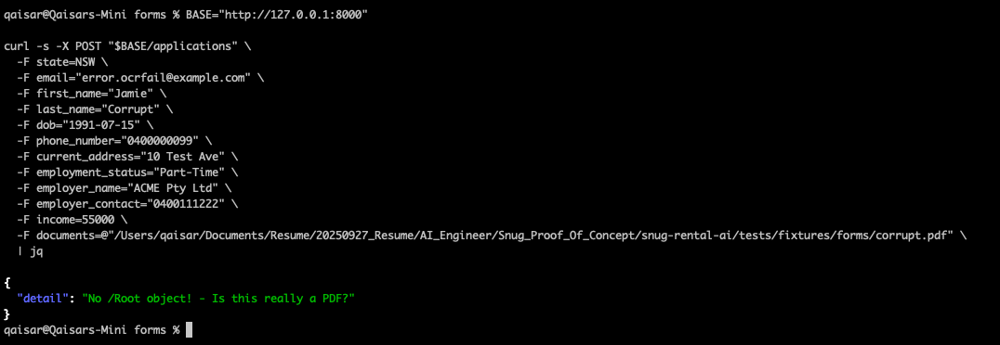 qaisar@Qaisars-Mini forms % BASE="http://127.0.0.1:8000"
curl -s -X POST "$BASE/applications" \
-F state=NSW \
-F email="error.ocrfail@example.com" \
-F first_name="Jamie" \
-F last_name="Corrupt" \
-F dob="1991-07-15" \
-F phone_number="0400000099" \
-F current_address="10 Test Ave" \
-F employment_status="Part-Time" \
-F employer_name="ACME Pty Ltd" \
-F employer_contact="0400111222" \
-F income=55000 \
-F documents=@"/Users/qaisar/Documents/Resume/20250927_Resume/AI_Engineer/Snug_Proof_Of_Concept/snug-rental-ai/tests/fixtures/forms/corrupt.pdf" \
| jq
{
"detail": "No /Root object! - Is this really a PDF?"
}
qaisar@Qaisars-Mini forms %